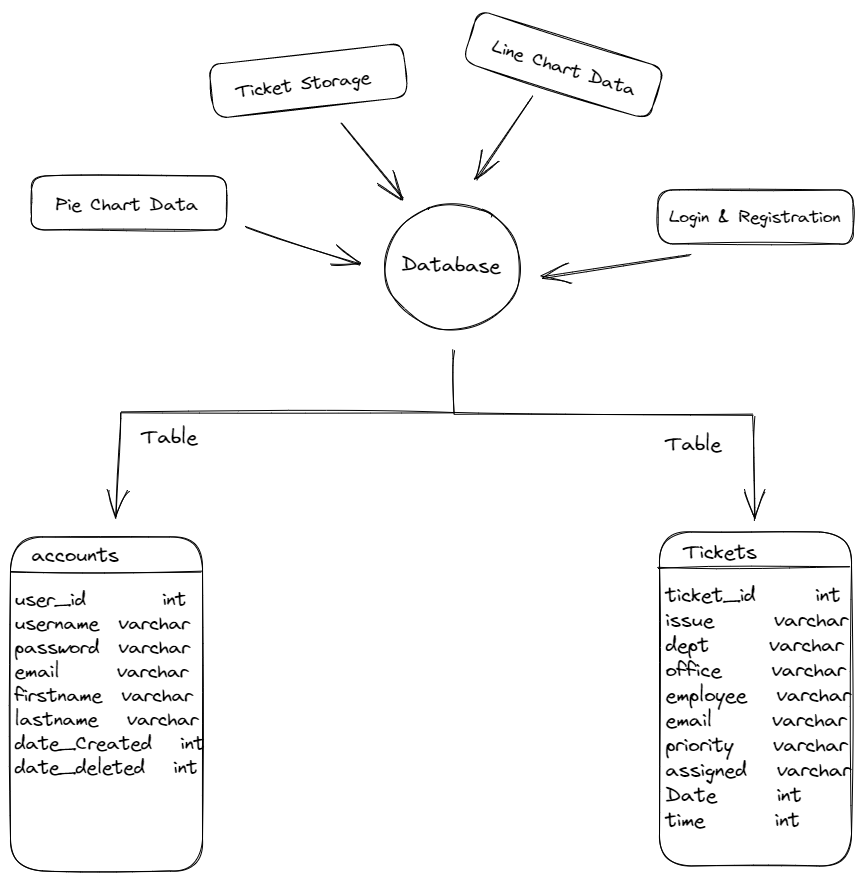 Line Chart Data
Ticket Storage
Pie Chart Data
Login & Registration
Database
Table
Table
accounts
user_id int
username varchar
password varchar
email varchar
firstname varchar
lastname varchar
date_Created int
date_deleted int
Tickets
ticket_id int
issue varchar
dept varchar
office varchar
employee varchar
email varchar
priority varchar
assigned varchar
Date int
time int